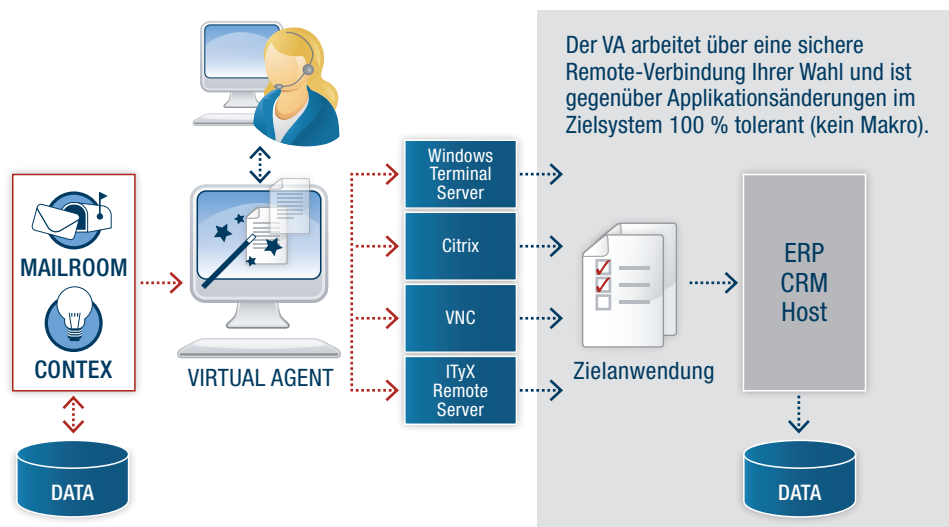 Der VA arbeitet über eine sichere
Remote-Verbindung Ihrer Wahl und ist
gegenüber Applikationsänderungen im
Zielsystem 100 % tolerant (kein Makro).
MAILROOM
CONTEX
DATA
VIRTUAL AGENT
Windows
Terminal
Server
Citrix
VNC
ITyX
Remote
Server
Zielanwendung
ERP
CRM
Host
DATA